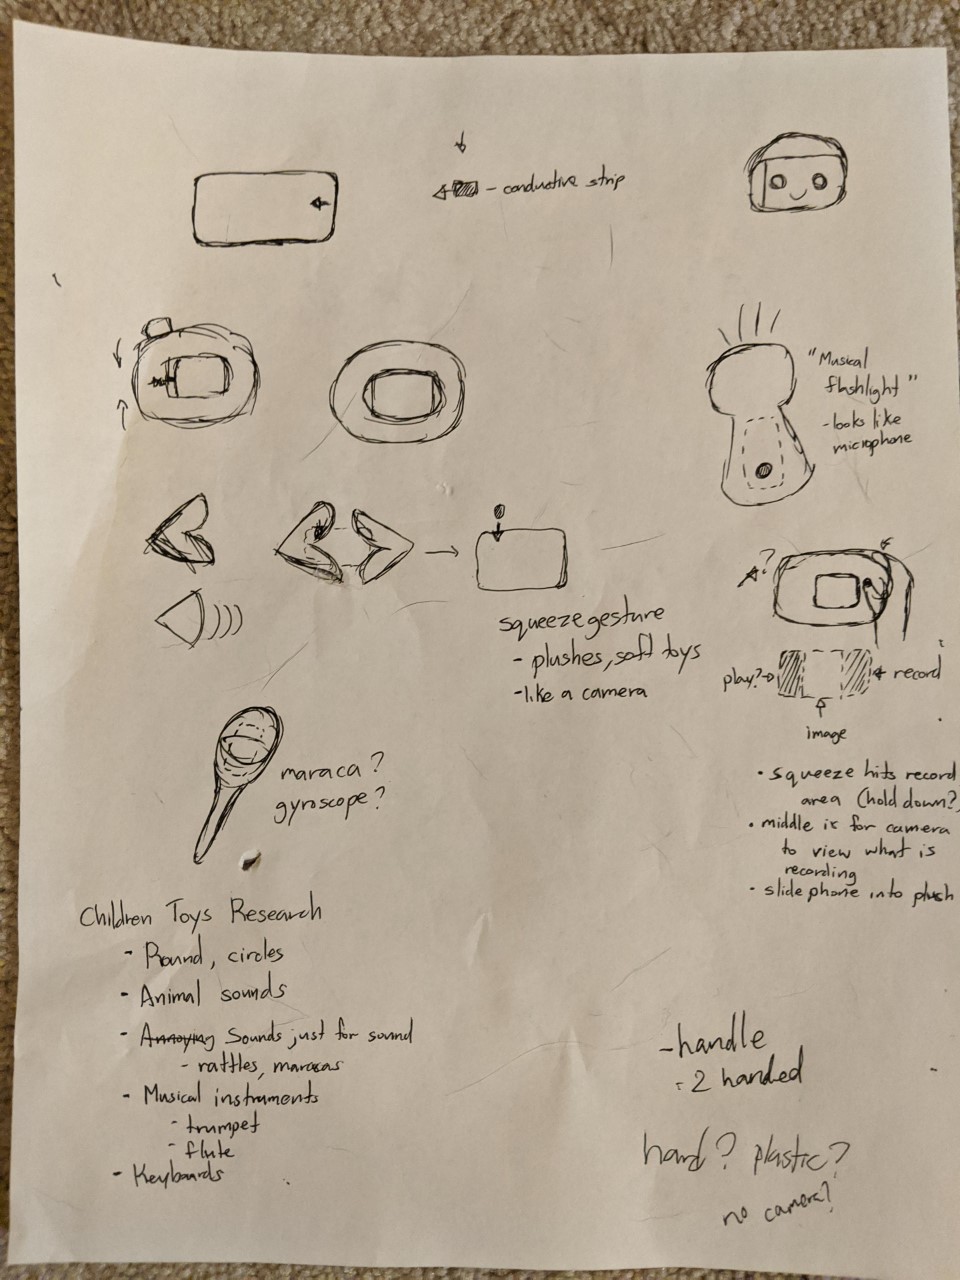 - conductive strip
"Musical
flashlight"
- looks like
microphone
squeeze gesture
- plushes, soft toys
- like a camera
?
play?
record
image
• squeeze hits record
area (hold down?)
• middle is for camera
to view what is
recording
• slide phone into plush
maraca?
gyroscope?
Children Toys Research
- Round, circles
- Animal sounds
- Annoying Sounds just for sound
- rattles, maracas
- Musical instruments
- trumpet
- flute
- Keyboards
- handle
- 2 handed
hard? plastic?
no camera?